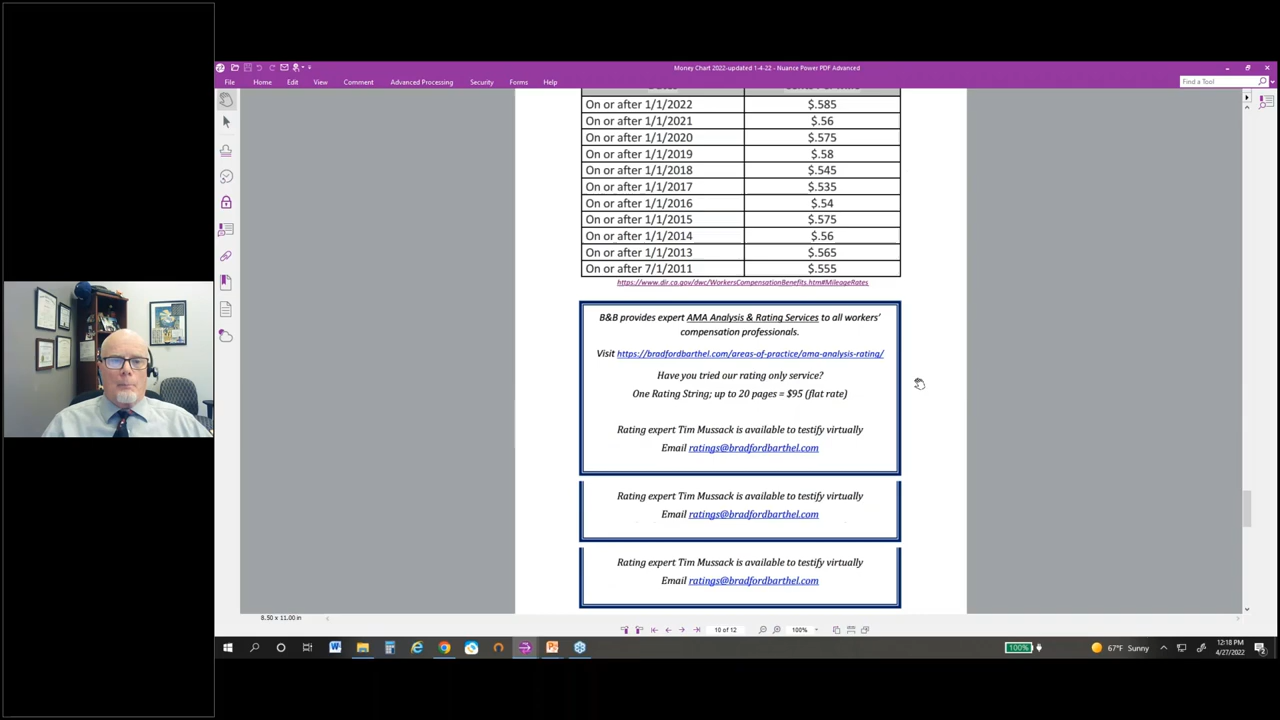 Money Chart 2022-updated 1-4-22 - Nuance Power PDF Advanced
File Home Edit View Comment Advanced Processing Security Forms Help
Find a Tool
On or after 1/1/2022 $.585
On or after 1/1/2021 $.56
On or after 1/1/2020 $.575
On or after 1/1/2019 $.58
On or after 1/1/2018 $.545
On or after 1/1/2017 $.535
On or after 1/1/2016 $.54
On or after 1/1/2015 $.575
On or after 1/1/2014 $.56
On or after 1/1/2013 $.565
On or after 7/1/2011 $.555
https://www.dir.ca.gov/dwc/WorkersCompensationBenefits.htm#MileageRates
B&B provides expert AMA Analysis & Rating Services to all workers'
compensation professionals.
Visit https://bradfordbarthel.com/areas-of-practice/ama-analysis-rating/
Have you tried our rating only service?
One Rating String; up to 20 pages = $95 (flat rate)
Rating expert Tim Mussack is available to testify virtually
Email ratings@bradfordbarthel.com
Rating expert Tim Mussack is available to testify virtually
Email ratings@bradfordbarthel.com
Rating expert Tim Mussack is available to testify virtually
Email ratings@bradfordbarthel.com
8.50 x 11.00 in
10 of 12
100%
100%
67°F Sunny
12:18 PM
4/27/2022